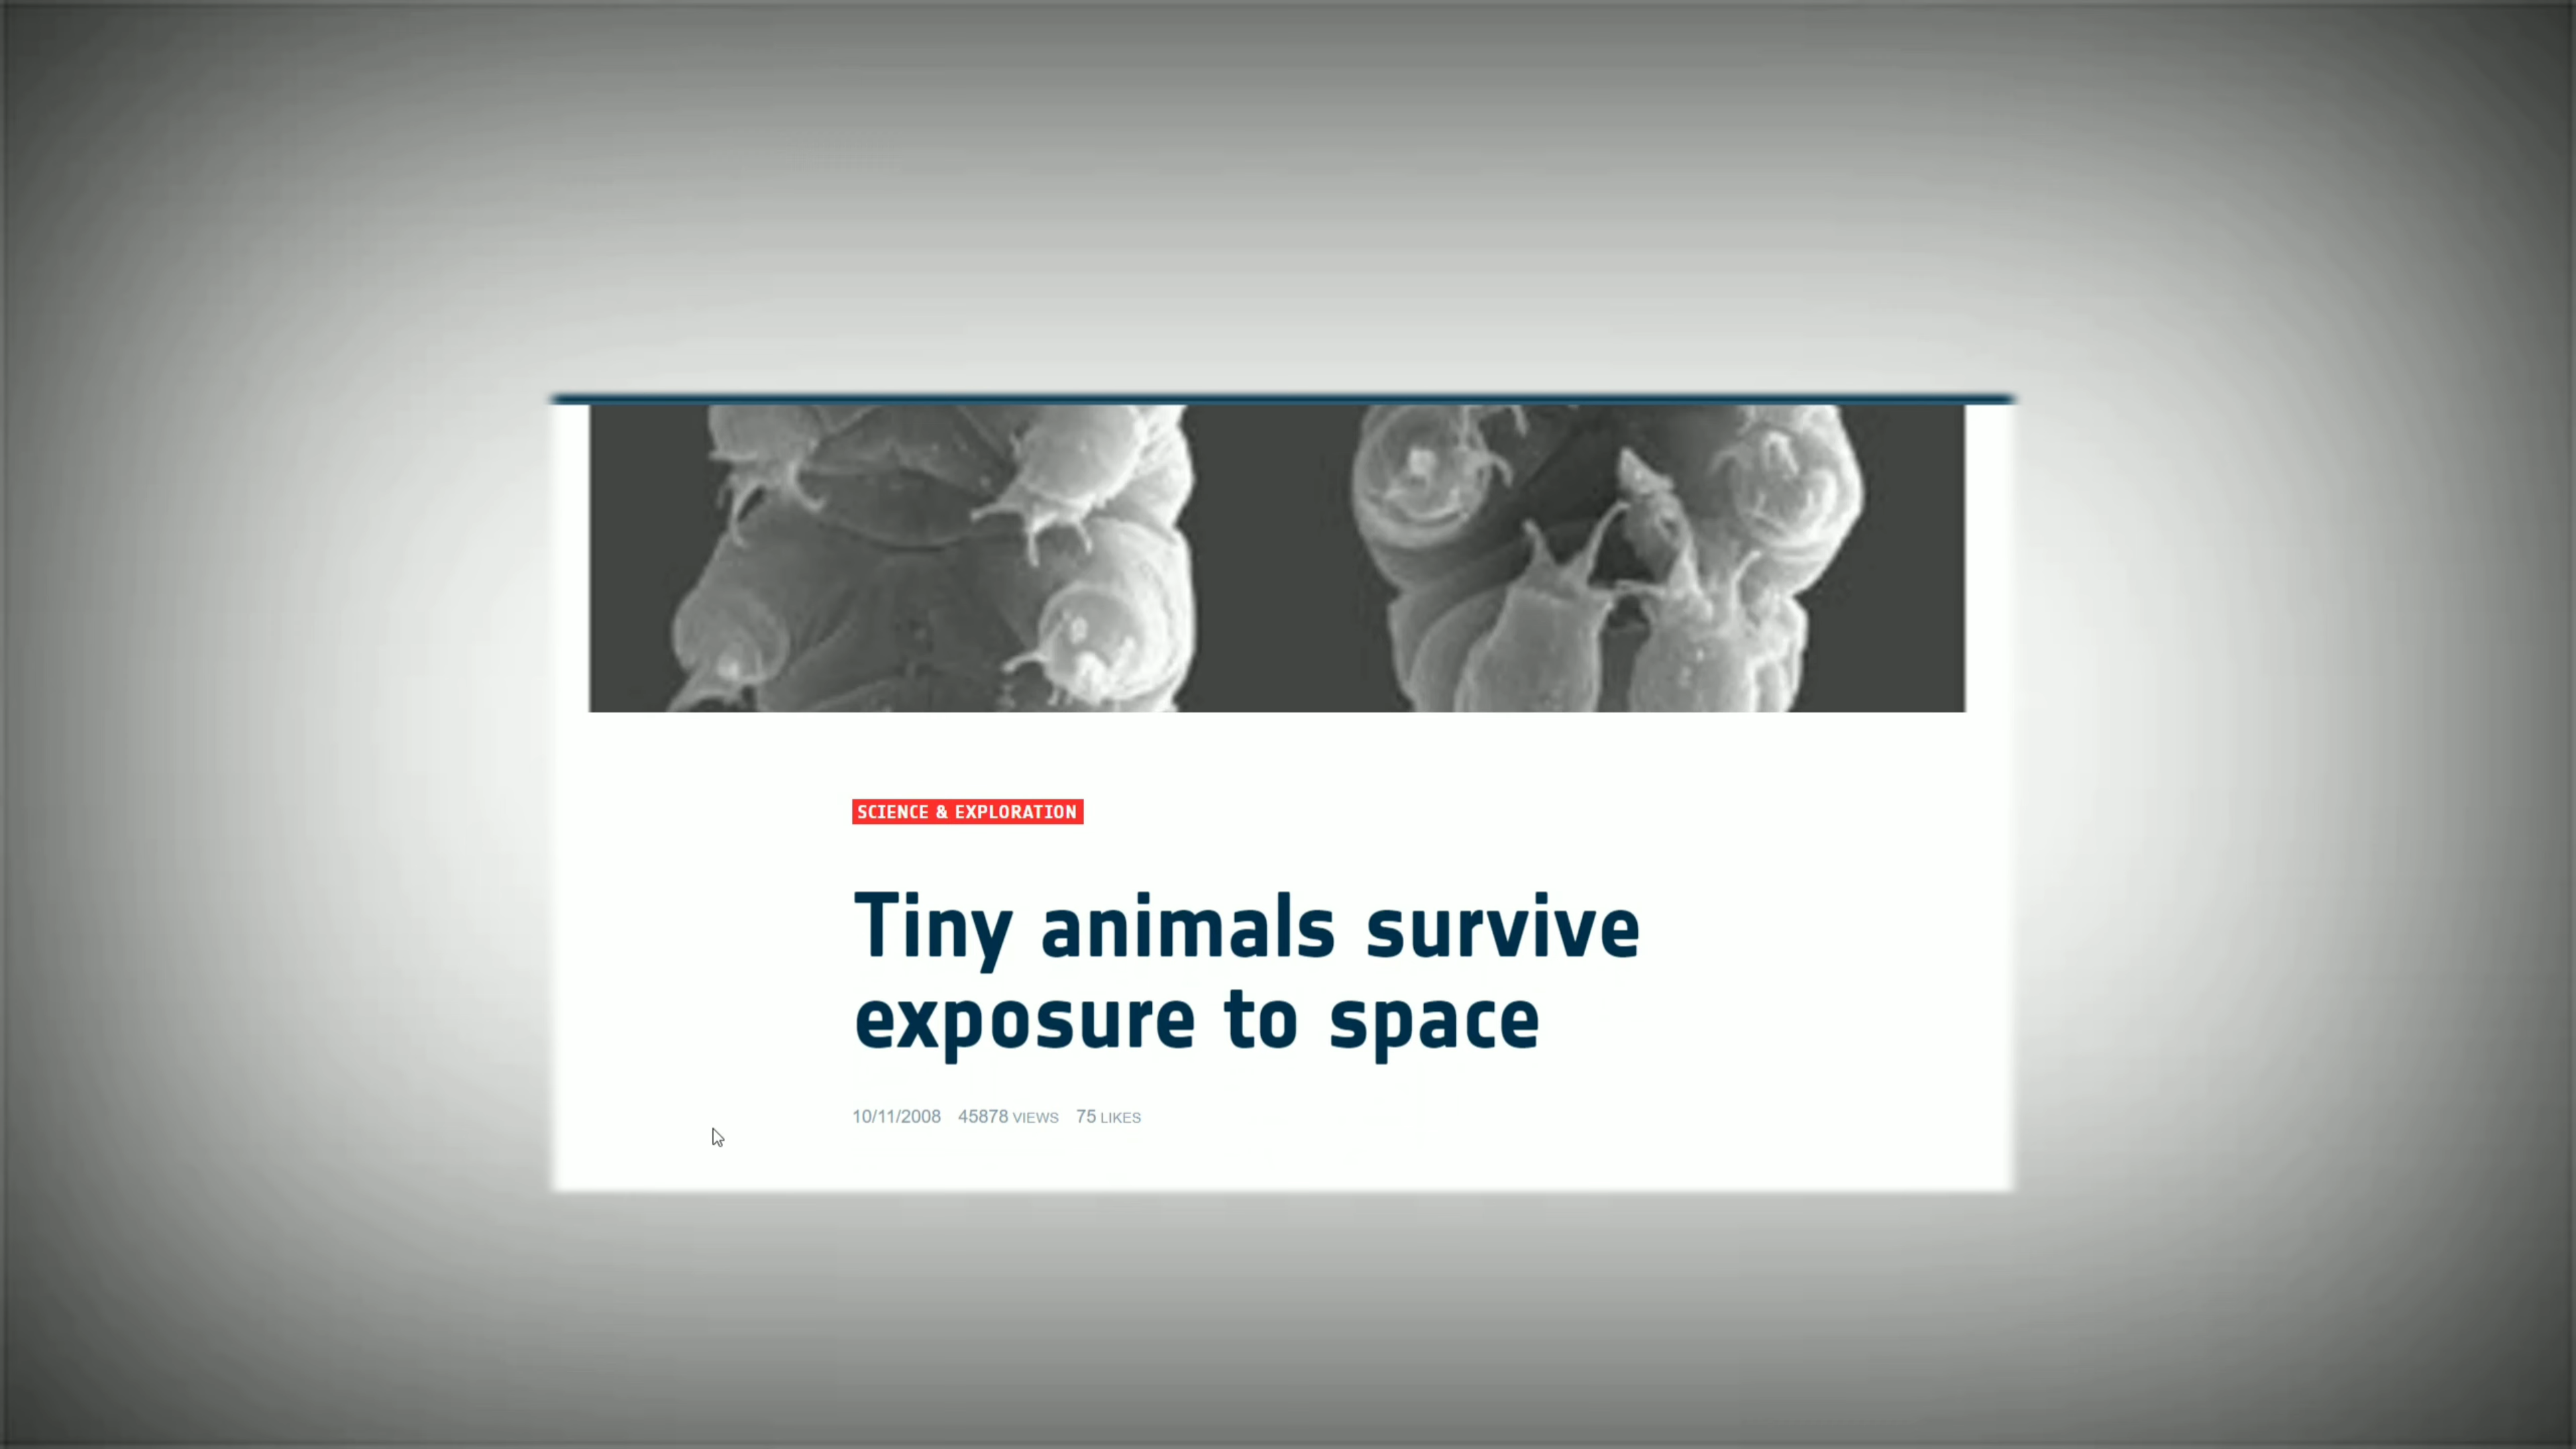 SCIENCE & EXPLORATION
Tiny animals survive
exposure to space
10/11/2008 45878 VIEWS 75 LIKES